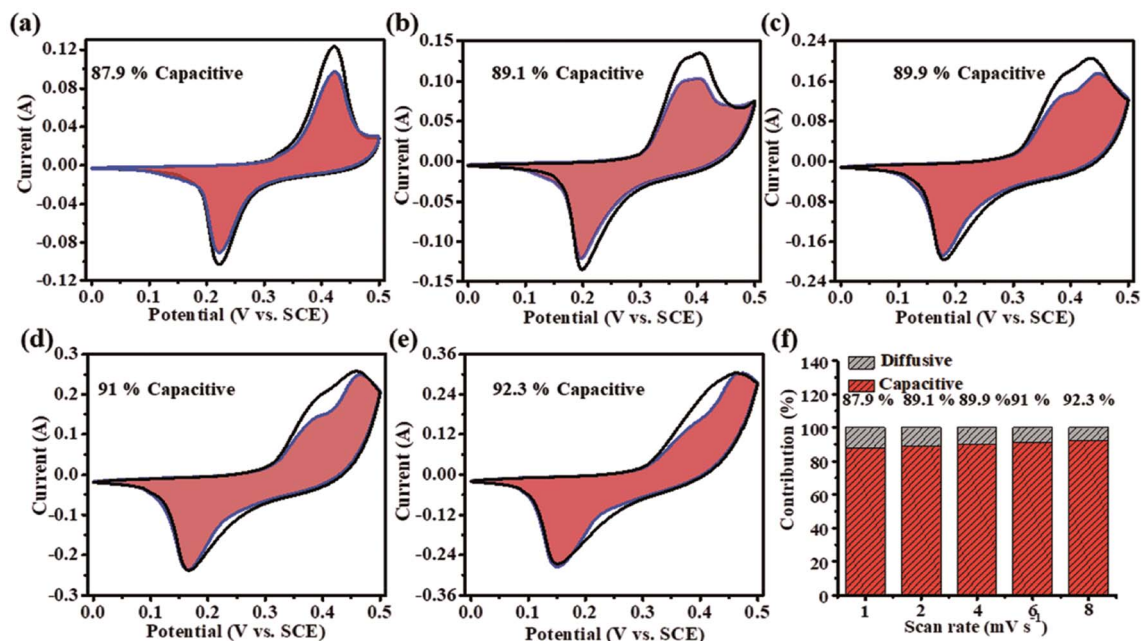 (a)
87.9 % Capacitive
Current (A)
0.12
0.08
0.04
0.00
-0.04
-0.08
-0.12
0.0 0.1 0.2 0.3 0.4 0.5
Potential (V vs. SCE)
(b)
89.1 % Capacitive
Current (A)
0.15
0.10
0.05
0.00
-0.05
-0.10
-0.15
0.0 0.1 0.2 0.3 0.4 0.5
Potential (V vs. SCE)
(c)
89.9 % Capacitive
Current (A)
0.24
0.16
0.08
0.00
-0.08
-0.16
-0.24
0.0 0.1 0.2 0.3 0.4 0.5
Potential (V vs. SCE)
(d)
91 % Capacitive
Current (A)
0.3
0.2
0.1
0.0
-0.1
-0.2
-0.3
0.0 0.1 0.2 0.3 0.4 0.5
Potential (V vs. SCE)
(e)
92.3 % Capacitive
Current (A)
0.36
0.24
0.12
0.00
-0.12
-0.24
-0.36
0.0 0.1 0.2 0.3 0.4 0.5
Potential (V vs. SCE)
(f)
Diffusive
Capacitive
87.9 % 89.1 % 89.9 % 91 % 92.3 %
Contribution (%)
140
120
100
80
60
40
20
0
1 2 4 6 8
Scan rate (mV s⁻¹)